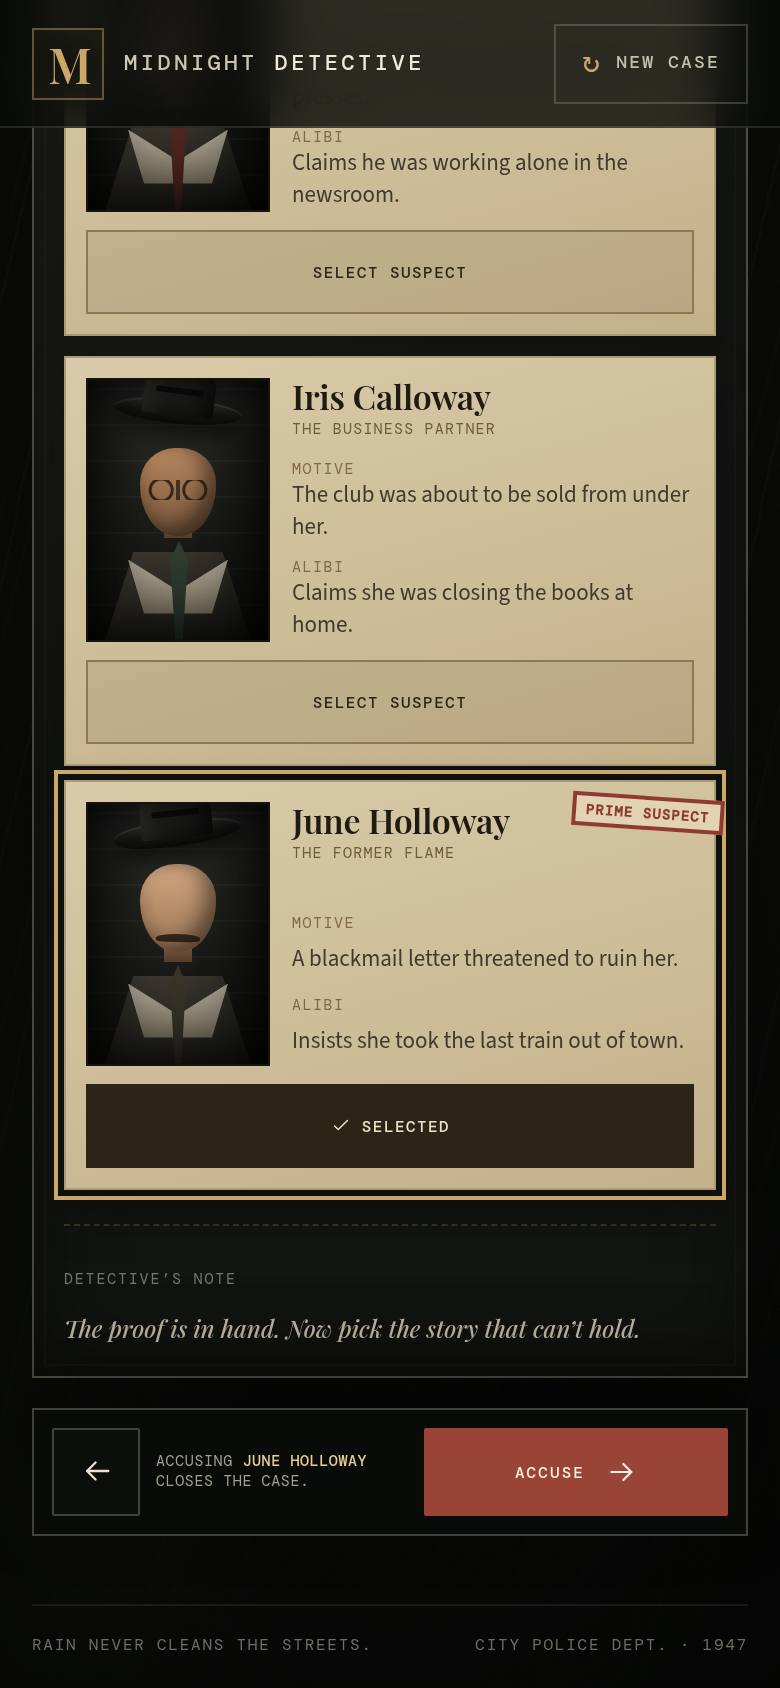 M MIDNIGHT DETECTIVE
↻ NEW CASE
ALIBI
Claims he was working alone in the
newsroom.
SELECT SUSPECT
Iris Calloway
THE BUSINESS PARTNER
MOTIVE
The club was about to be sold from under
her.
ALIBI
Claims she was closing the books at
home.
SELECT SUSPECT
PRIME SUSPECT
June Holloway
THE FORMER FLAME
MOTIVE
A blackmail letter threatened to ruin her.
ALIBI
Insists she took the last train out of town.
✓ SELECTED
DETECTIVE’S NOTE
The proof is in hand. Now pick the story that can’t hold.
←
ACCUSING JUNE HOLLOWAY
CLOSES THE CASE.
ACCUSE →
RAIN NEVER CLEANS THE STREETS.
CITY POLICE DEPT. · 1947